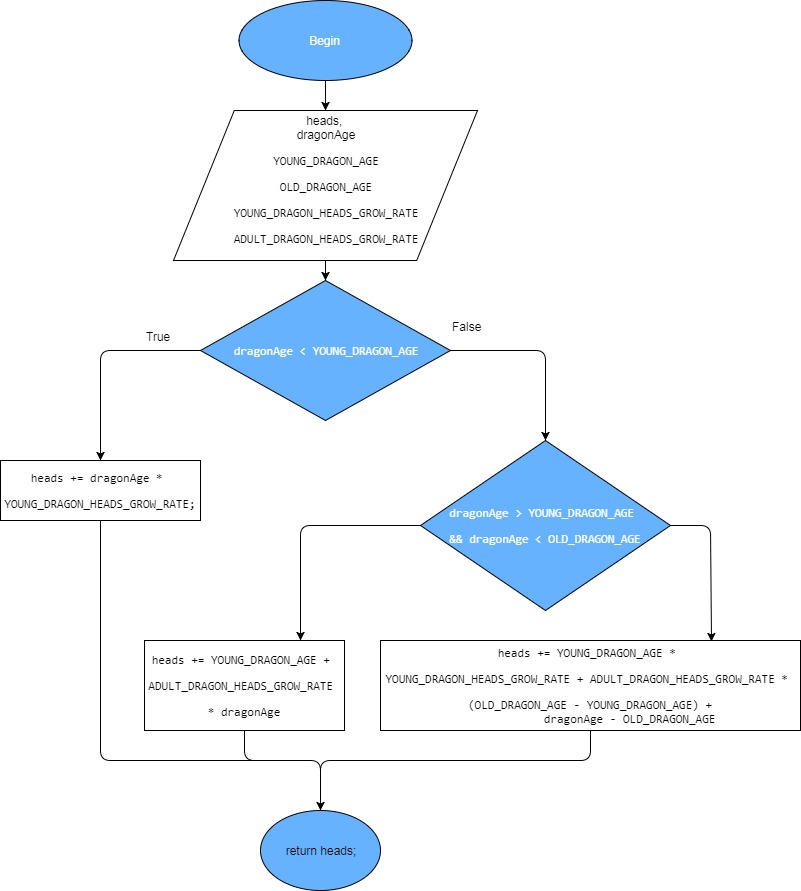 Begin
heads,
dragonAge
YOUNG_DRAGON_AGE
OLD_DRAGON_AGE
YOUNG_DRAGON_HEADS_GROW_RATE
ADULT_DRAGON_HEADS_GROW_RATE
True
False
dragonAge < YOUNG_DRAGON_AGE
heads += dragonAge *
YOUNG_DRAGON_HEADS_GROW_RATE;
dragonAge > YOUNG_DRAGON_AGE
&& dragonAge < OLD_DRAGON_AGE
heads += YOUNG_DRAGON_AGE +
ADULT_DRAGON_HEADS_GROW_RATE
* dragonAge
heads += YOUNG_DRAGON_AGE *
YOUNG_DRAGON_HEADS_GROW_RATE + ADULT_DRAGON_HEADS_GROW_RATE *
(OLD_DRAGON_AGE - YOUNG_DRAGON_AGE) +
dragonAge - OLD_DRAGON_AGE
return heads;